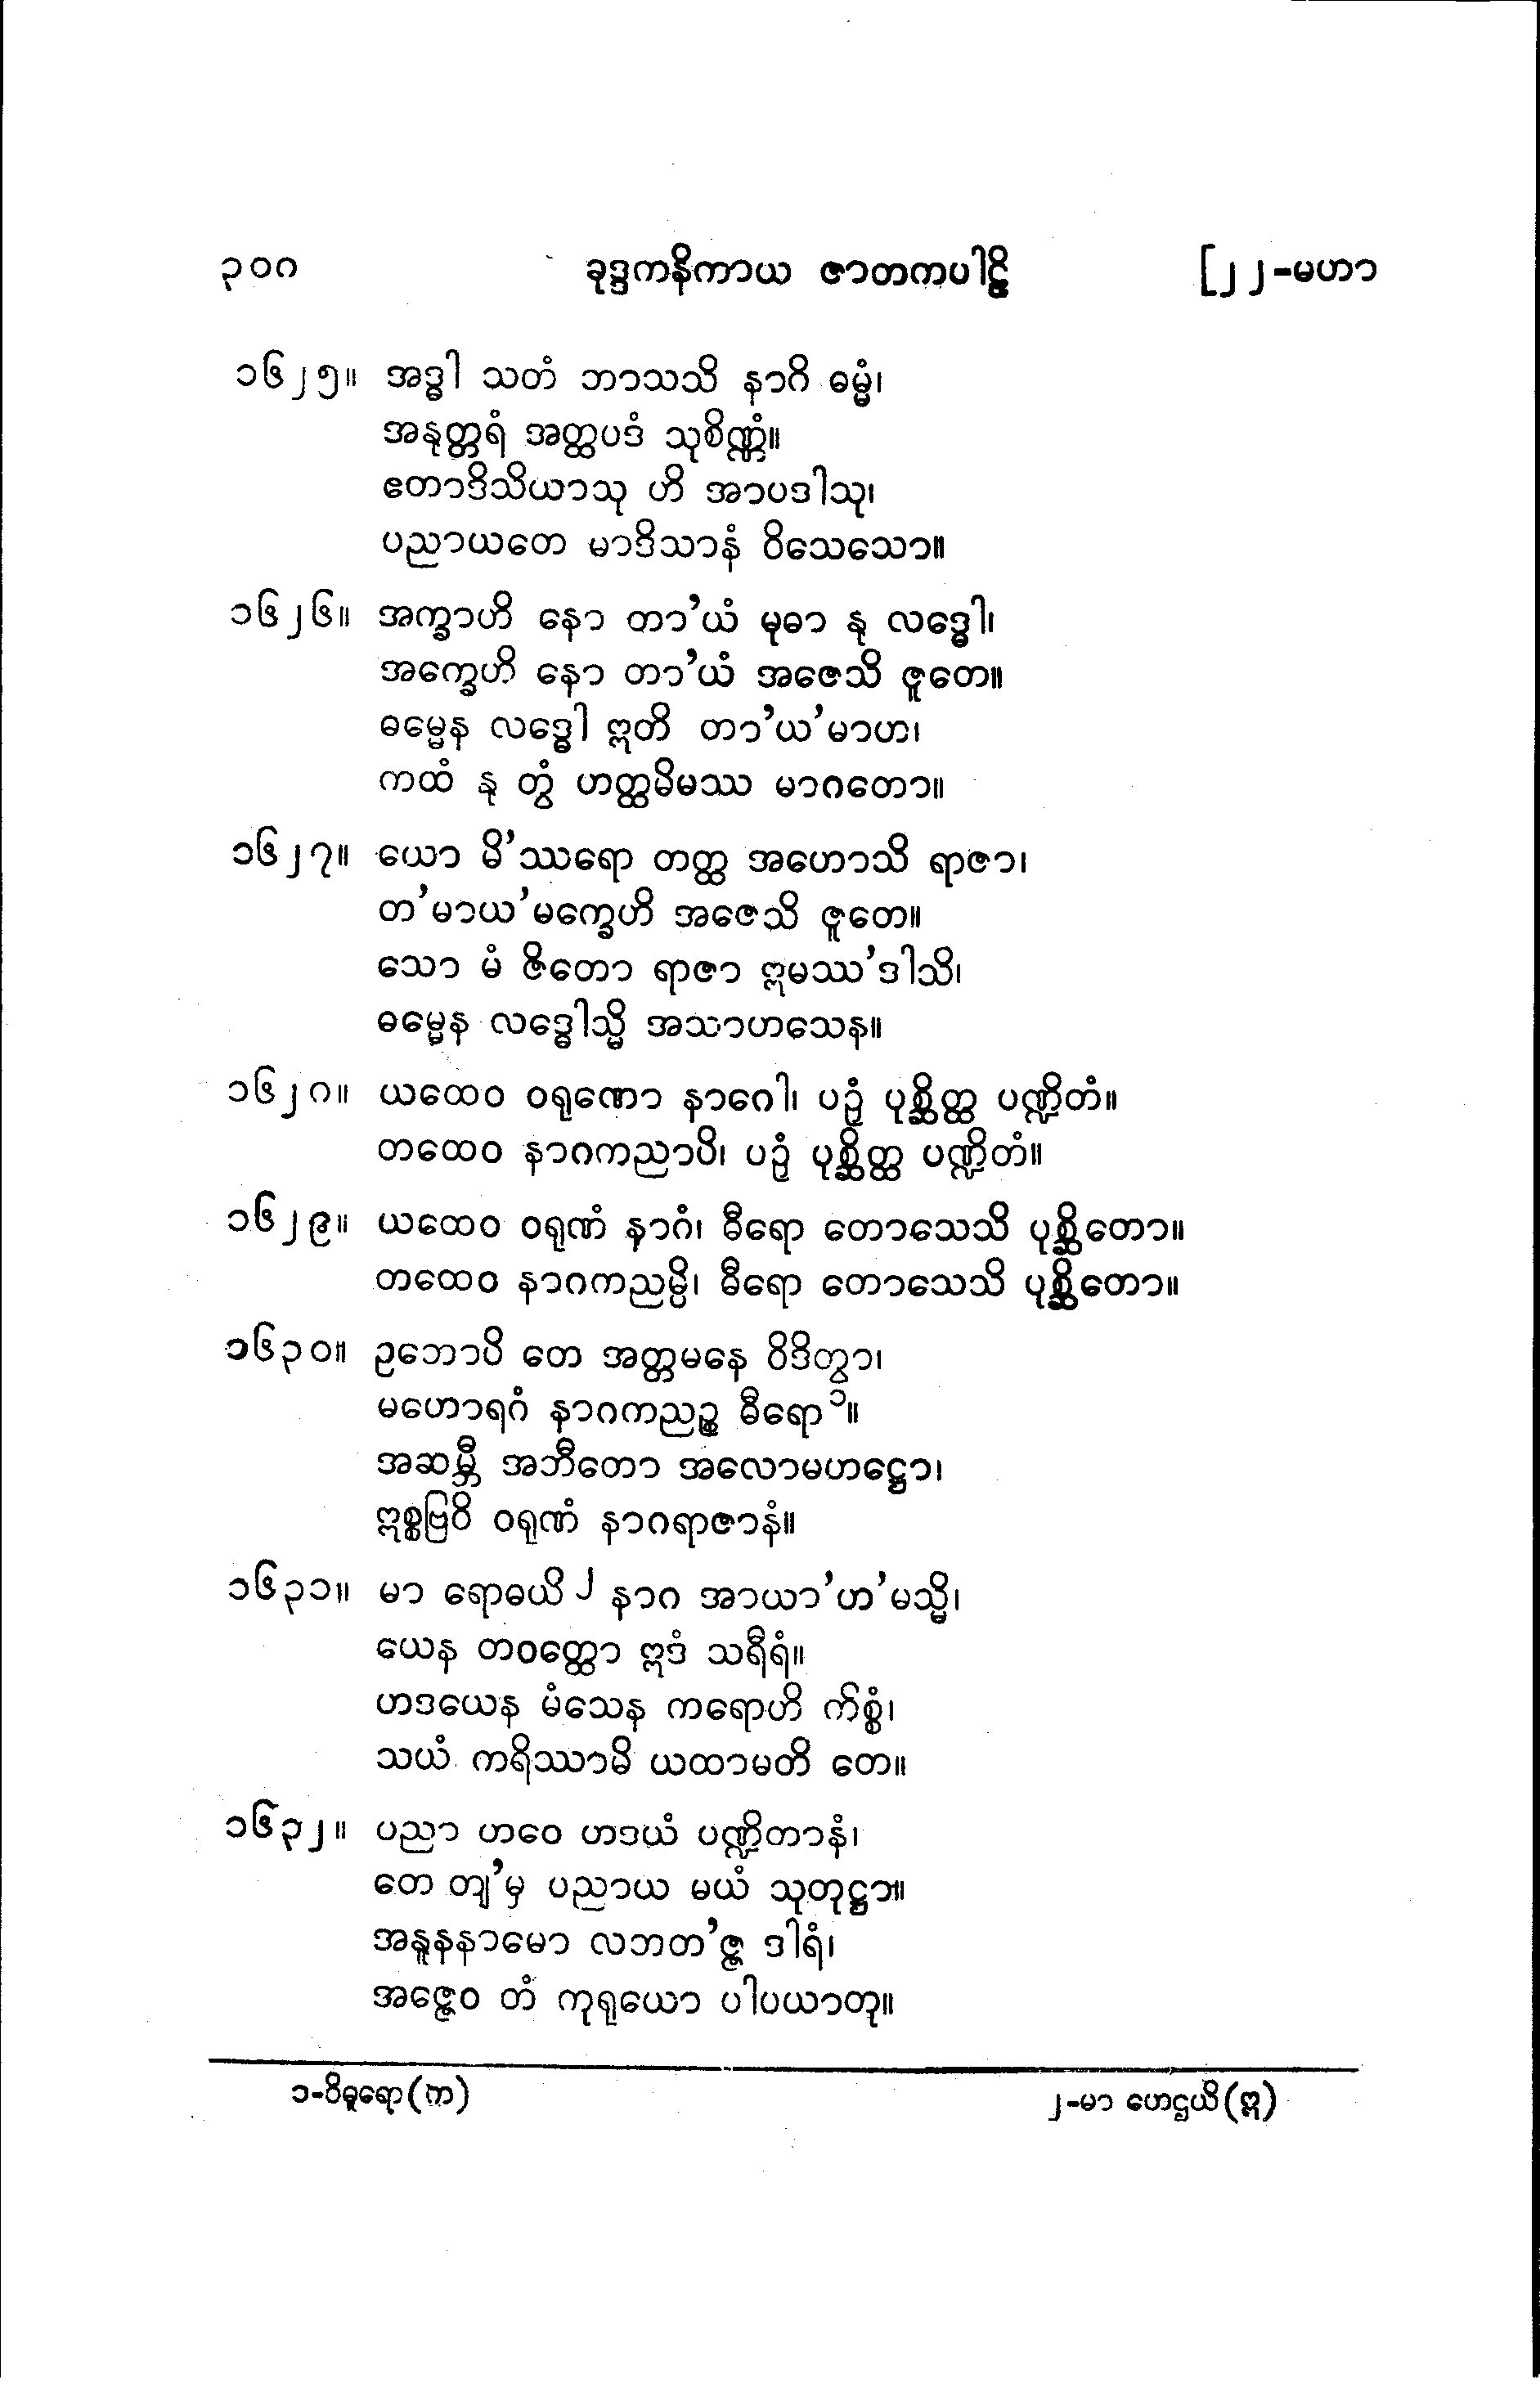 ၃၀၈ ခုဒ္ဒကနိကာယ ဇာတကပါဠိ [၂၂-မဟာ
၁၆၂၅။ အဒ္ဓါ သတံ ဘာသသိ နာဂိ ဓမ္မံ၊
အနုတ္တရံ အတ္ထပဒံ သုစိဏ္ဏံ။
ဧတာဒိသိယာသု ဟိ အာပဒါသု၊
ပညာယတေ မာဒိသာနံ ဝိသေသော။
၁၆၂၆။ အက္ခာဟိ နော တာ’ယံ မုဓာ နု လဒ္ဓေါ၊
အက္ခေဟိ နော တာ’ယံ အဇေသိ ဇူတေ။
ဓမ္မေန လဒ္ဓေါ ဣတိ တာ’ယ’မာဟ၊
ကထံ နု တွံ ဟတ္ထမိမဿ မာဂတော။
၁၆၂၇။ ယော မိ’ဿရော တတ္ထ အဟောသိ ရာဇာ၊
တ’မာယ’မက္ခေဟိ အဇေသိ ဇူတေ။
သော မံ ဇိတော ရာဇာ ဣမဿ’ဒါသိ၊
ဓမ္မေန လဒ္ဓေါသ္မိ အသာဟသေန။
၁၆၂၈။ ယထေဝ ဝရုဏော နာဂေါ၊ ပဉှံ ပုစ္ဆိတ္ထ ပဏ္ဍိတံ။
တထေဝ နာဂကညာပိ၊ ပဉှံ ပုစ္ဆိတ္ထ ပဏ္ဍိတံ။
၁၆၂၉။ ယထေဝ ဝရုဏံ နာဂံ၊ ဓီရော တောသေသိ ပုစ္ဆိတော။
တထေဝ နာဂကညမ္ပိ၊ ဓီရော တောသေသိ ပုစ္ဆိတော။
၁၆၃၀။ ဥဘောပိ တေ အတ္တမနေ ဝိဒိတွာ၊
မဟောရဂံ နာဂကညဉ္စ ဓီရော၁။
အဆမ္ဘီ အဘီတော အလောမဟဋ္ဌော၊
ဣစ္စဗြဝိ ဝရုဏံ နာဂရာဇာနံ။
၁၆၃၁။ မာ ရောဓယိ၂ နာဂ အာယာ’ဟ’မသ္မိ၊
ယေန တဝတ္ထော ဣဒံ သရီရံ။
ဟဒယေန မံသေန ကရောဟိ ကိစ္စံ၊
သယံ ကရိဿာမိ ယထာမတိ တေ။
၁၆၃၂။ ပညာ ဟဝေ ဟဒယံ ပဏ္ဍိတာနံ၊
တေ တျ’မှ ပညာယ မယံ သုတုဋ္ဌာ။
အနူနနာမော လဘတ’ဇ္ဇ ဒါရံ၊
အဇ္ဇေဝ တံ ကုရုယော ပါပယာတု။
၁-ဝိဓူရော(က) ၂-မာ ဟေဌယိ(ဣ)